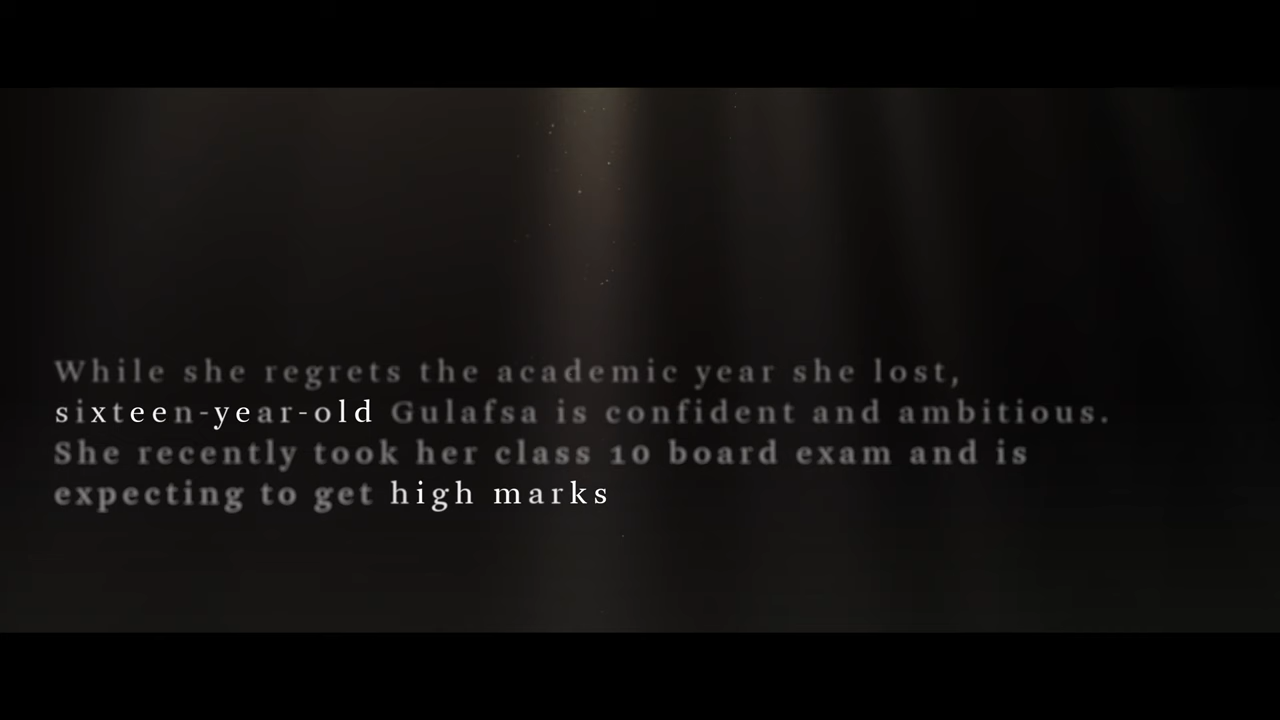 While she regrets the academic year she lost,
sixteen-year-old Gulafsa is confident and ambitious.
She recently took her class 10 board exam and is
expecting to get high marks